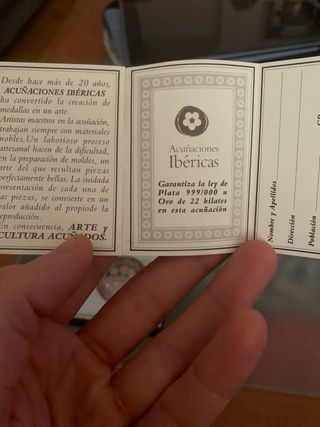 Desde hace más de 20 años,
ACUÑACIONES IBÉRICAS
ha convertido la creación de
medallas en un arte.
Artistas maestros en la acuñación,
trabajan siempre con materiales
nobles. Un laborioso proceso
artesanal hacen de la dificultad,
en la preparación de moldes, un
arte del que resultan piezas
perfectamente bellas. La cuidada
presentación de cada una de
as piezas, se convierte en un
valor añadido al propiode la
reproducción.
En consecuencia, ARTE y
CULTURA ACUÑADOS.
Acuñaciones
Ibéricas
Garantiza la ley de
Plata 999/000 u
Oro de 22 kilates
en esta acuñación
Nombre y Apellidos
Dirección
Población
CP